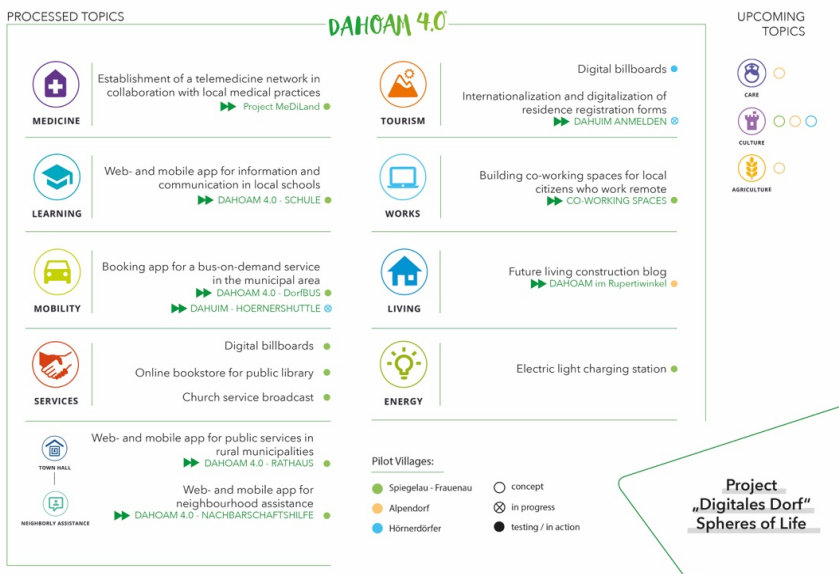 PROCESSED TOPICS
DAHOAM 4.0
UPCOMING
TOPICS
MEDICINE
Establishment of a telemedicine network in
collaboration with local medical practices
Project MeDiLand
LEARNING
Web- and mobile app for information and
communication in local schools
DAHOAM 4.0 - SCHULE
MOBILITY
Booking app for a bus-on-demand service
in the municipal area
DAHOAM 4.0 - DorfBUS
DAHUIM - HOERNERSHUTTLE
SERVICES
Digital billboards
Online bookstore for public library
Church service broadcast
TOWN HALL
Web- and mobile app for public services in
rural municipalities
DAHOAM 4.0 - RATHAUS
NEIGHBORLY ASSISTANCE
Web- and mobile app for
neighbourhood assistance
DAHOAM 4.0 - NACHBARSCHAFTSHILFE
TOURISM
Digital billboards
Internationalization and digitalization of
residence registration forms
DAHUIM ANMELDEN
WORKS
Building co-working spaces for local
citizens who work remote
CO-WORKING SPACES
LIVING
Future living construction blog
DAHOAM im Rupertiwinkel
ENERGY
Electric light charging station
Pilot Villages:
Spiegelau - Frauenau
Alpendorf
Hörnerdörfer
concept
in progress
testing / in action
CARE
CULTURE
AGRICULTURE
Project
„Digitales Dorf“
Spheres of Life